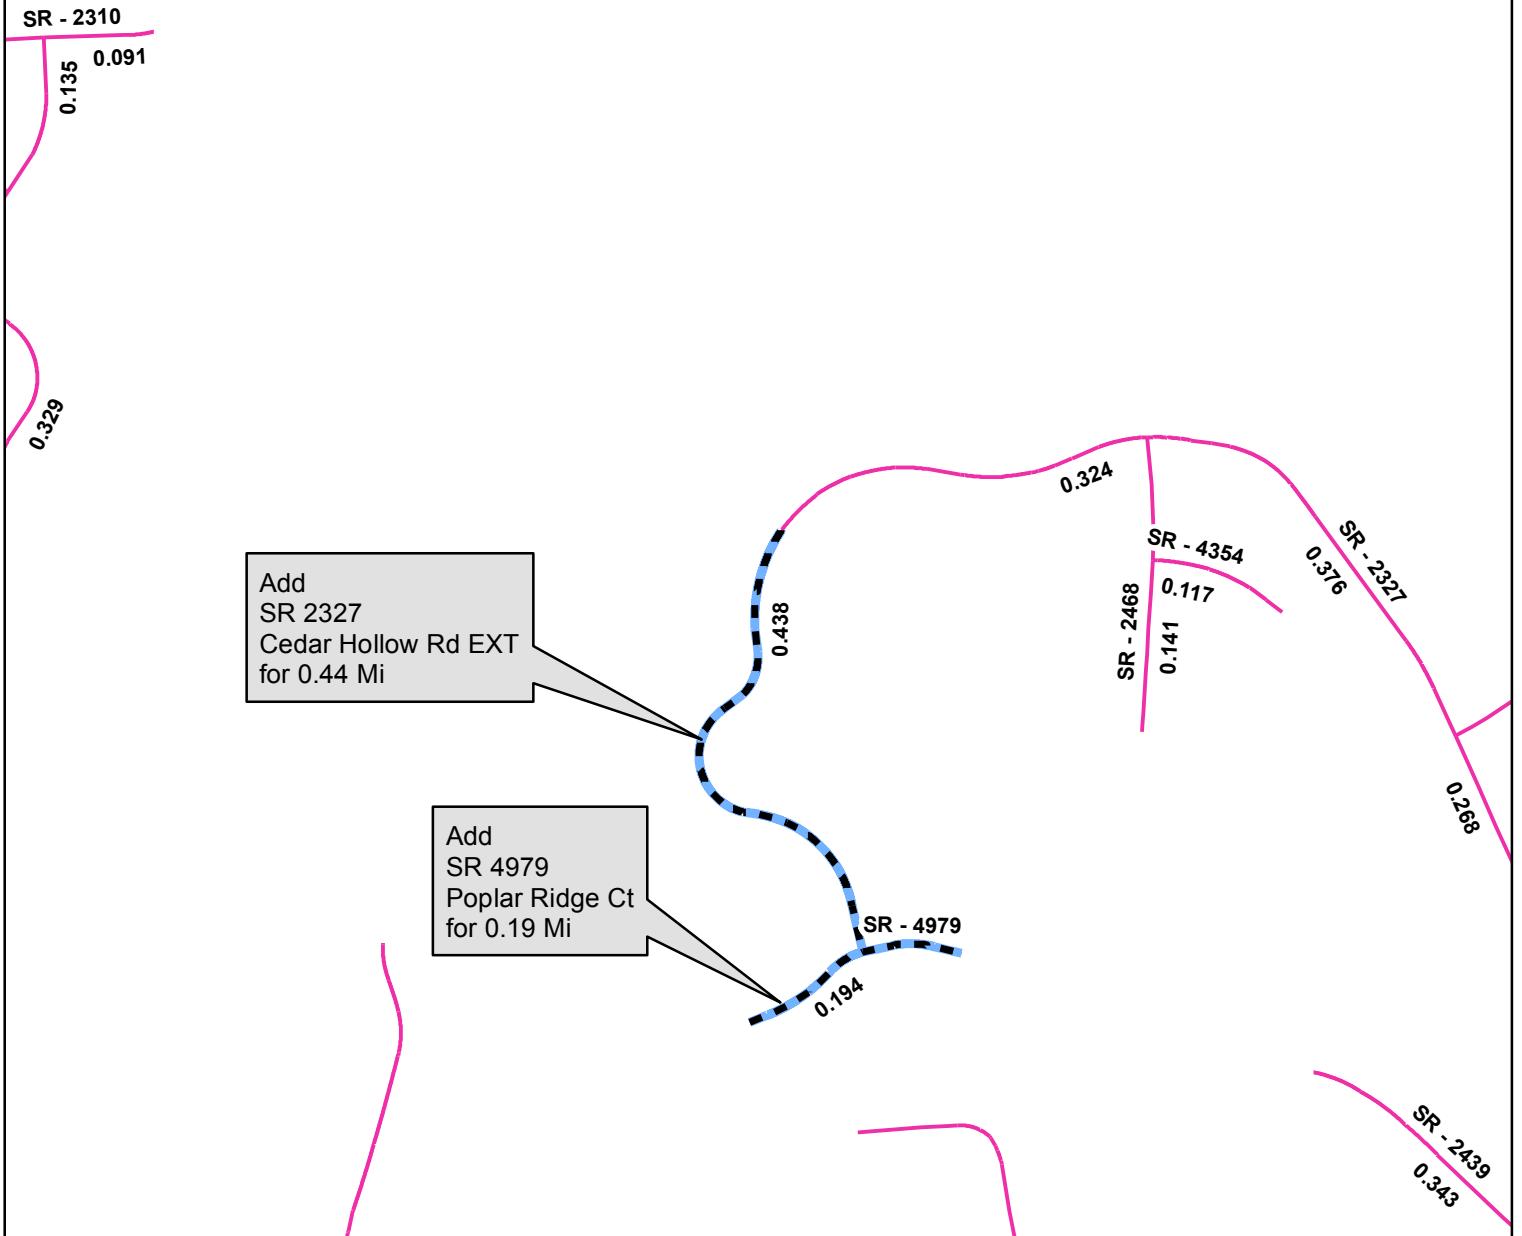 SR - 2310
0.091
0.135
0.329
0.324
SR - 4354
0.117
SR - 2468
0.141
SR - 2327
0.376
0.268
0.438
Add
SR 2327
Cedar Hollow Rd EXT
for 0.44 Mi
Add
SR 4979
Poplar Ridge Ct
for 0.19 Mi
SR - 4979
0.194
SR - 2439
0.343